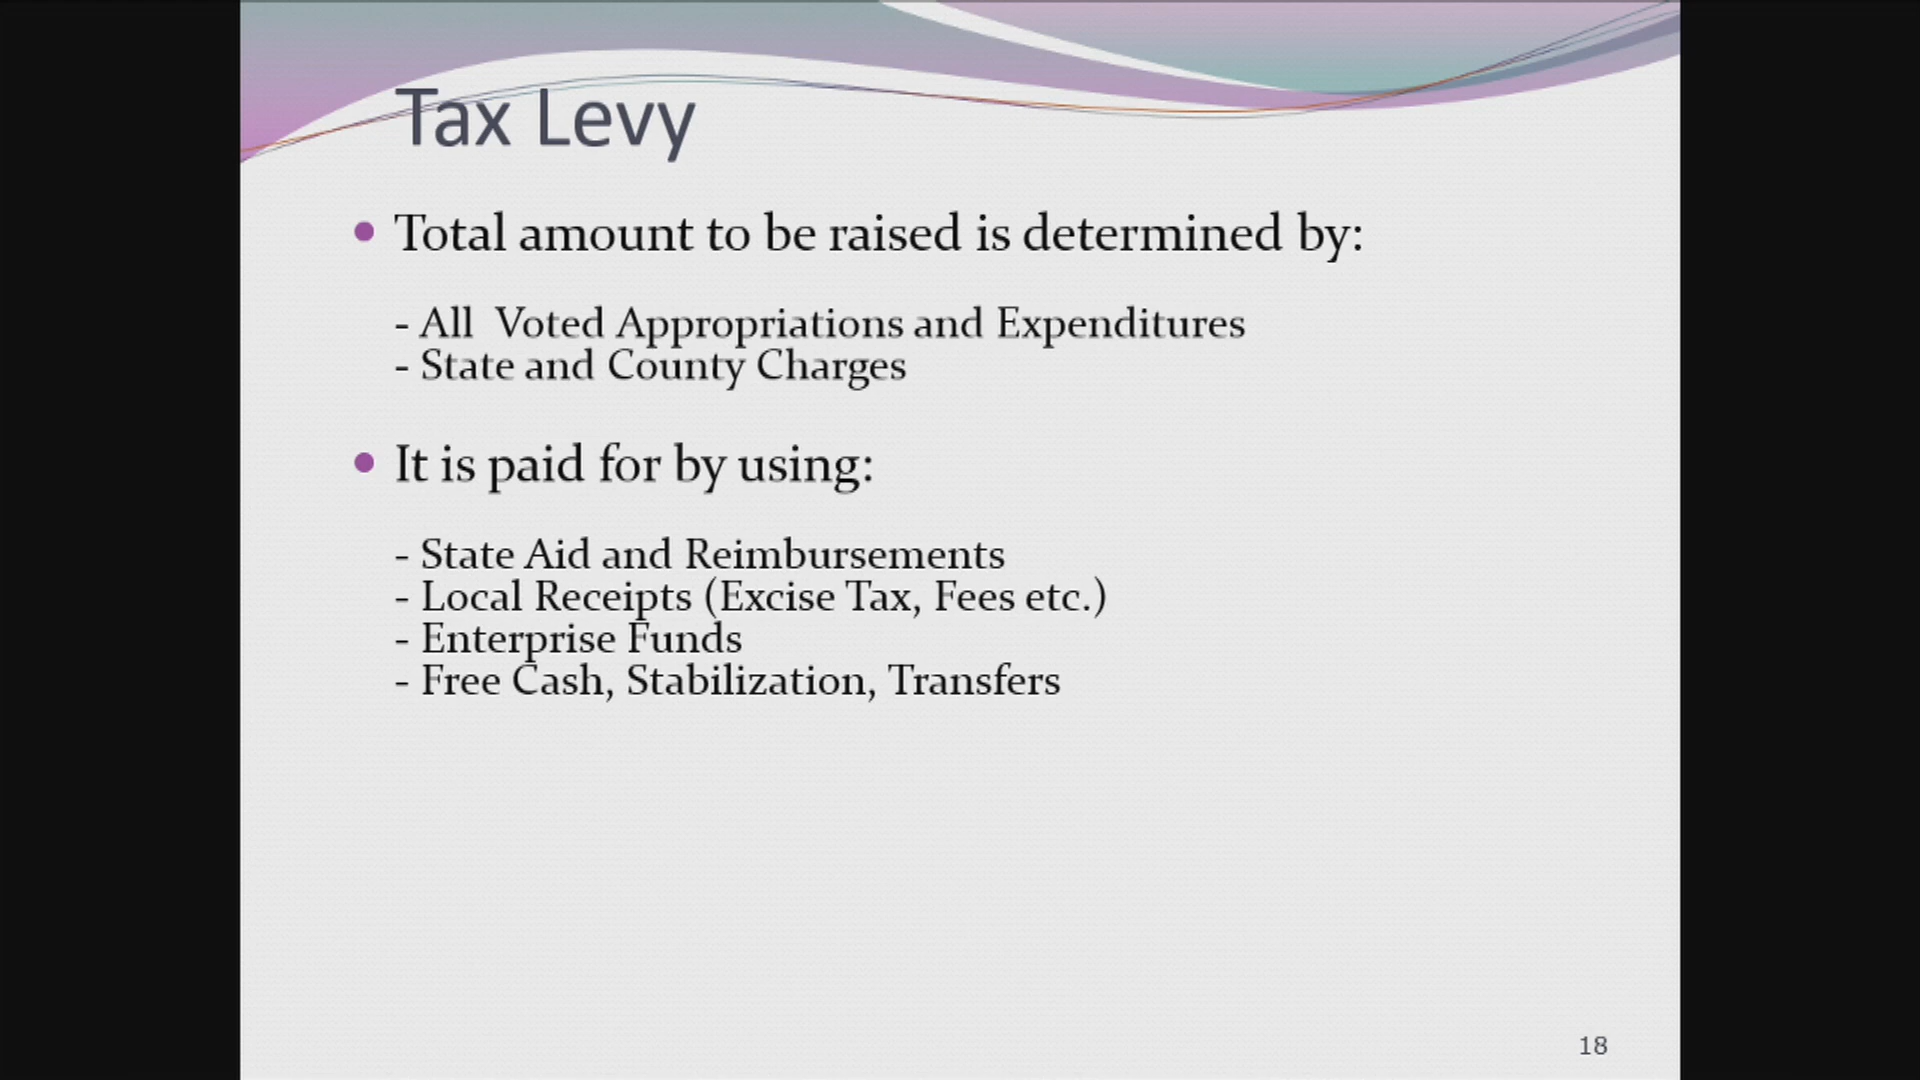 Tax Levy
• Total amount to be raised is determined by:
- All  Voted Appropriations and Expenditures
- State and County Charges
• It is paid for by using:
- State Aid and Reimbursements
- Local Receipts (Excise Tax, Fees etc.)
- Enterprise Funds
- Free Cash, Stabilization, Transfers
18